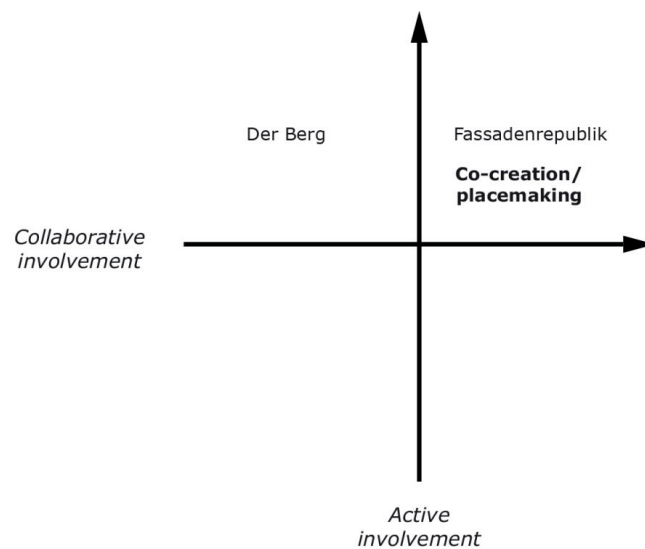 Der Berg
Fassadenrepublik
Co-creation/
placemaking
Collaborative
involvement
Active
involvement